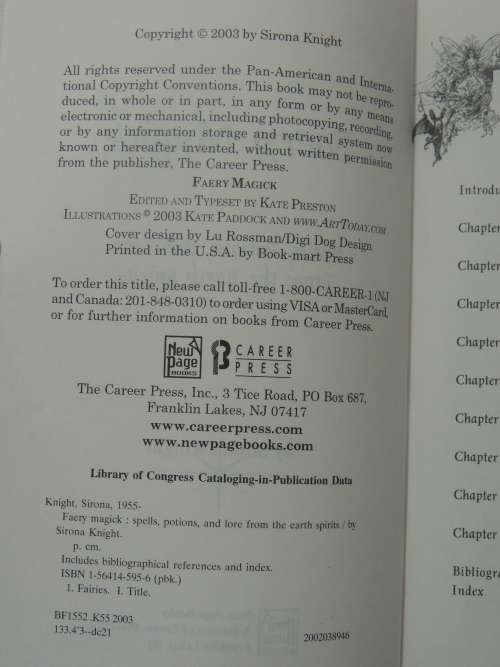 Copyright © 2003 by Sirona Knight
All rights reserved under the Pan-American and Interna-
tional Copyright Conventions. This book may not be repro-
duced, in whole or in part, in any form or by any means
electronic or mechanical, including photocopying, recording,
or by any information storage and retrieval system now
known or hereafter invented, without written permission
from the publisher, The Career Press.
FAERY MAGICK
EDITED AND TYPESET BY KATE PRESTON
ILLUSTRATIONS © 2003 KATE PADDOCK AND WWW.ARTTODAY.COM
Cover design by Lu Rossman/Digi Dog Design
Printed in the U.S.A. by Book-mart Press
To order this title, please call toll-free 1-800-CAREER-1 (NJ
and Canada: 201-848-0310) to order using VISA or MasterCard,
or for further information on books from Career Press.
New
Page
BOOKS
CAREER
PRESS
The Career Press, Inc., 3 Tice Road, PO Box 687,
Franklin Lakes, NJ 07417
www.careerpress.com
www.newpagebooks.com
Library of Congress Cataloging-in-Publication Data
Knight, Sirona, 1955-
Faery magick : spells, potions, and lore from the earth spirits / by
Sirona Knight.
p. cm.
Includes bibliographical references and index.
ISBN 1-56414-595-6 (pbk.)
1. Fairies. I. Title.
BF1552 .K55 2003
133.4'3--dc21
2002038946
Introdu
Chapter
Chapter
Chapter
Chapter
Chapter
Chapter
Chapter
Chapter
Chapter
Bibliogra
Index